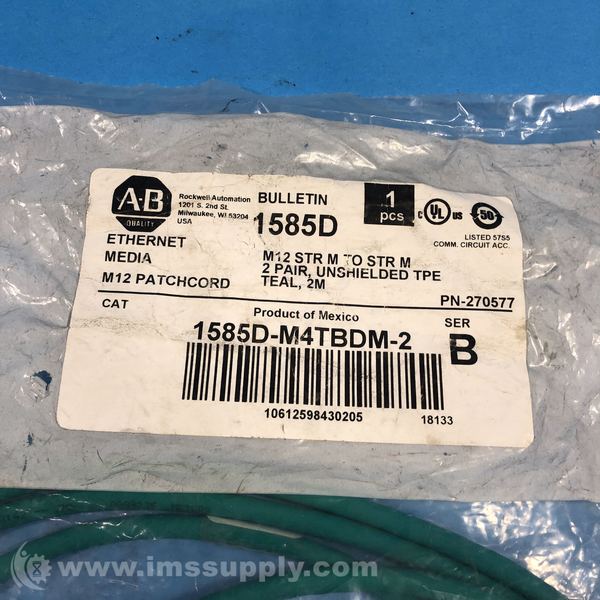 A-B
QUALITY
Rockwell Automation
1201 S. 2nd St.
Milwaukee, WI 53204
USA
BULLETIN
1585D
1
pcs
c UL us
50
LISTED 57S5
COMM. CIRCUIT ACC.
ETHERNET
MEDIA
M12 PATCHCORD
M12 STR M TO STR M
2 PAIR, UNSHIELDED TPE
TEAL, 2M
PN-270577
CAT
Product of Mexico
SER
1585D-M4TBDM-2
B
10612598430205
18133
www.imssupply.com/